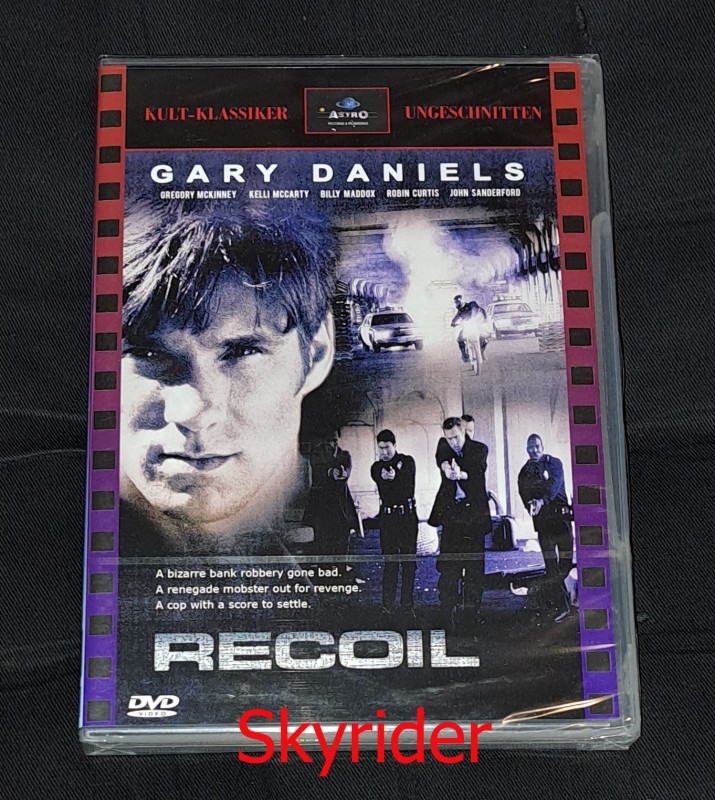 KULT-KLASSIKER ASTRO UNGESCHNITTEN
GARY DANIELS
GREGORY MCKINNEY KELLI MCCARTY BILLY MADDOX ROBIN CURTIS JOHN SANDERFORD
A bizarre bank robbery gone bad.
A renegade mobster out for revenge.
A cop with a score to settle.
RECOIL
DVD
VIDEO
Skyrider